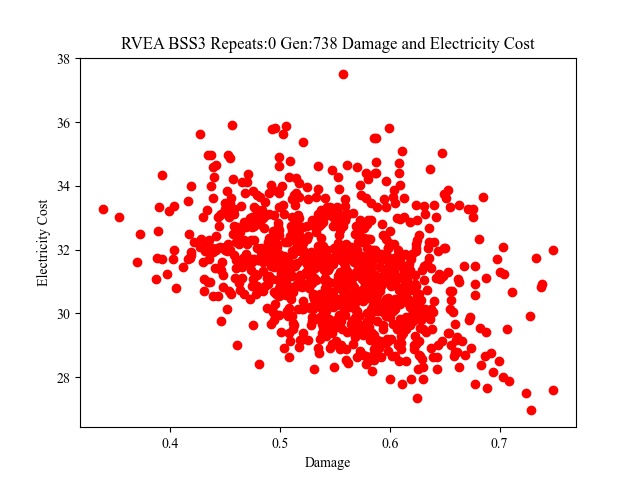 RVEA BSS3 Repeats:0 Gen:738 Damage and Electricity Cost
38
36
34
32
30
28
Electricity Cost
0.4 0.5 0.6 0.7
Damage